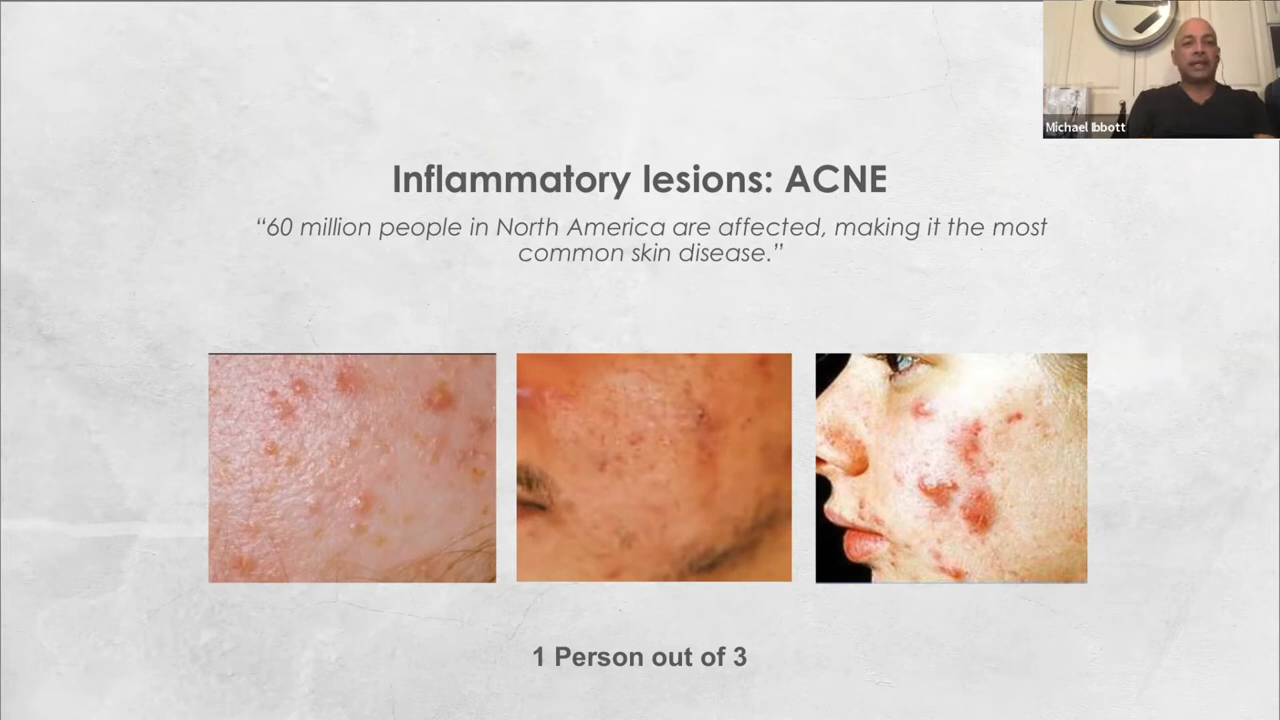 Michael Ibbott
Inflammatory lesions: ACNE
“60 million people in North America are affected, making it the most
common skin disease.”
1 Person out of 3